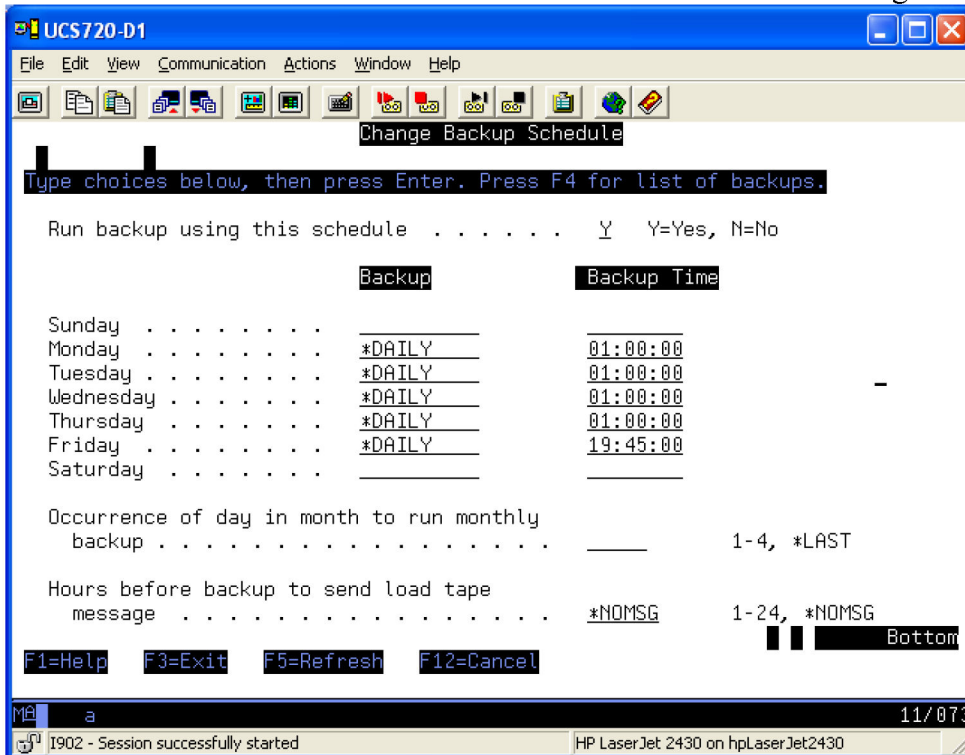 UCS720-D1
File Edit View Communication Actions Window Help
Change Backup Schedule
Type choices below, then press Enter. Press F4 for list of backups.
Run backup using this schedule . . . . . . Y Y=Yes, N=No
Backup Backup Time
Sunday . . . . . . . .
Monday . . . . . . . . *DAILY 01:00:00
Tuesday . . . . . . . . *DAILY 01:00:00
Wednesday . . . . . . . *DAILY 01:00:00
Thursday . . . . . . . *DAILY 01:00:00
Friday . . . . . . . . *DAILY 19:45:00
Saturday . . . . . . .
Occurrence of day in month to run monthly
backup . . . . . . . . . . . . . . . . . 1-4, *LAST
Hours before backup to send load tape
message . . . . . . . . . . . . . . . . *NOMSG 1-24, *NOMSG
Bottom
F1=Help F3=Exit F5=Refresh F12=Cancel
MA a 11/073
I902 - Session successfully started HP LaserJet 2430 on hpLaserJet2430